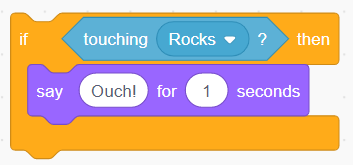 if touching Rocks ? then
say Ouch! for 1 seconds